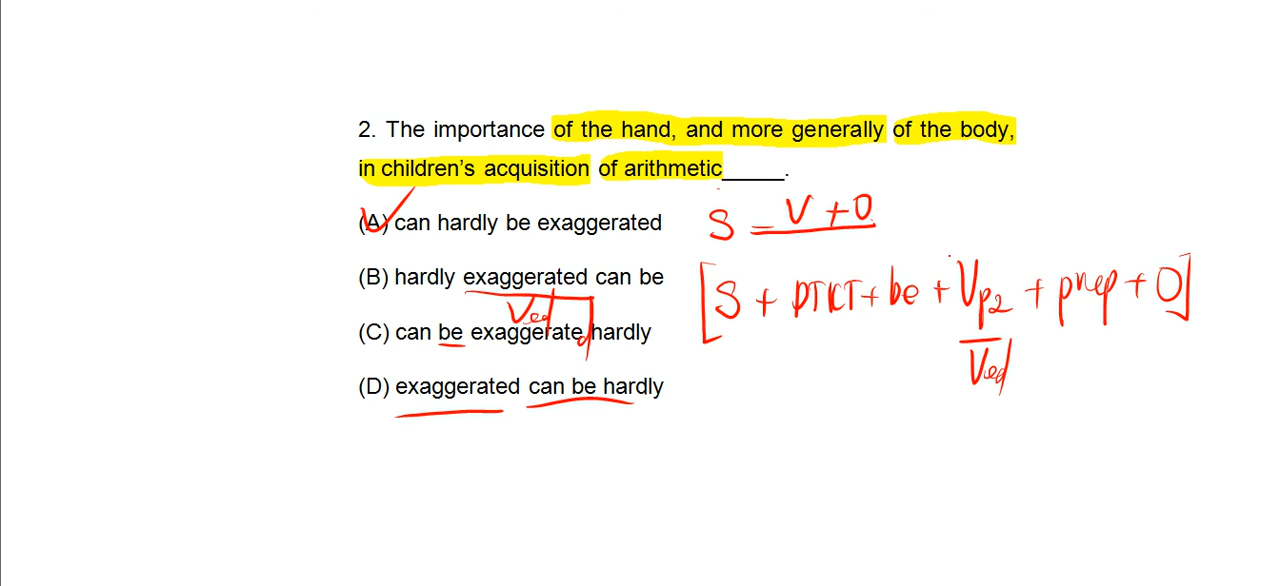 2. The importance of the hand, and more generally of the body,
in children's acquisition of arithmetic_____.
(A) can hardly be exaggerated
S = V + O
(B) hardly exaggerated can be
[S + PTKT + be + Vp2 + prep + O]
Ved
(C) can be exaggerate hardly
d
Ved
(D) exaggerated can be hardly